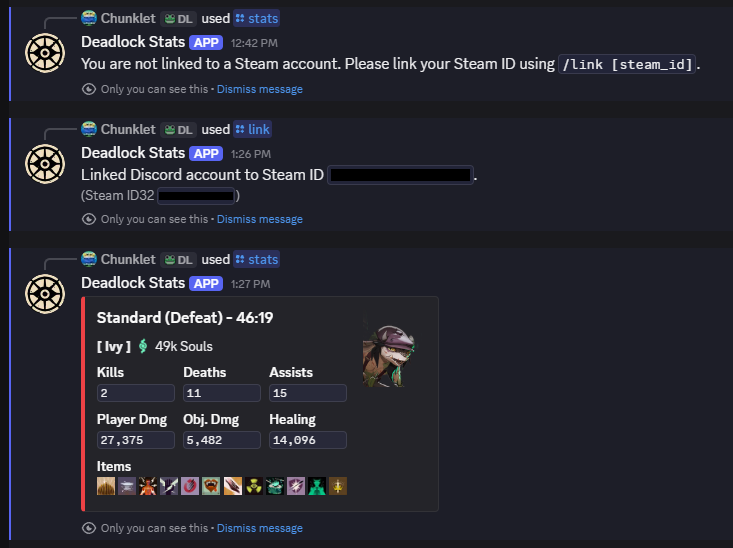 Chunklet DL used stats
Deadlock Stats APP 12:42 PM
You are not linked to a Steam account. Please link your Steam ID using /link [steam_id].
Only you can see this • Dismiss message
Chunklet DL used link
Deadlock Stats APP 1:26 PM
Linked Discord account to Steam ID .
(Steam ID32 )
Only you can see this • Dismiss message
Chunklet DL used stats
Deadlock Stats APP 1:27 PM
Standard (Defeat) - 46:19
[ Ivy ] 49k Souls
Kills Deaths Assists
2 11 15
Player Dmg Obj. Dmg Healing
27,375 5,482 14,096
Items
Only you can see this • Dismiss message